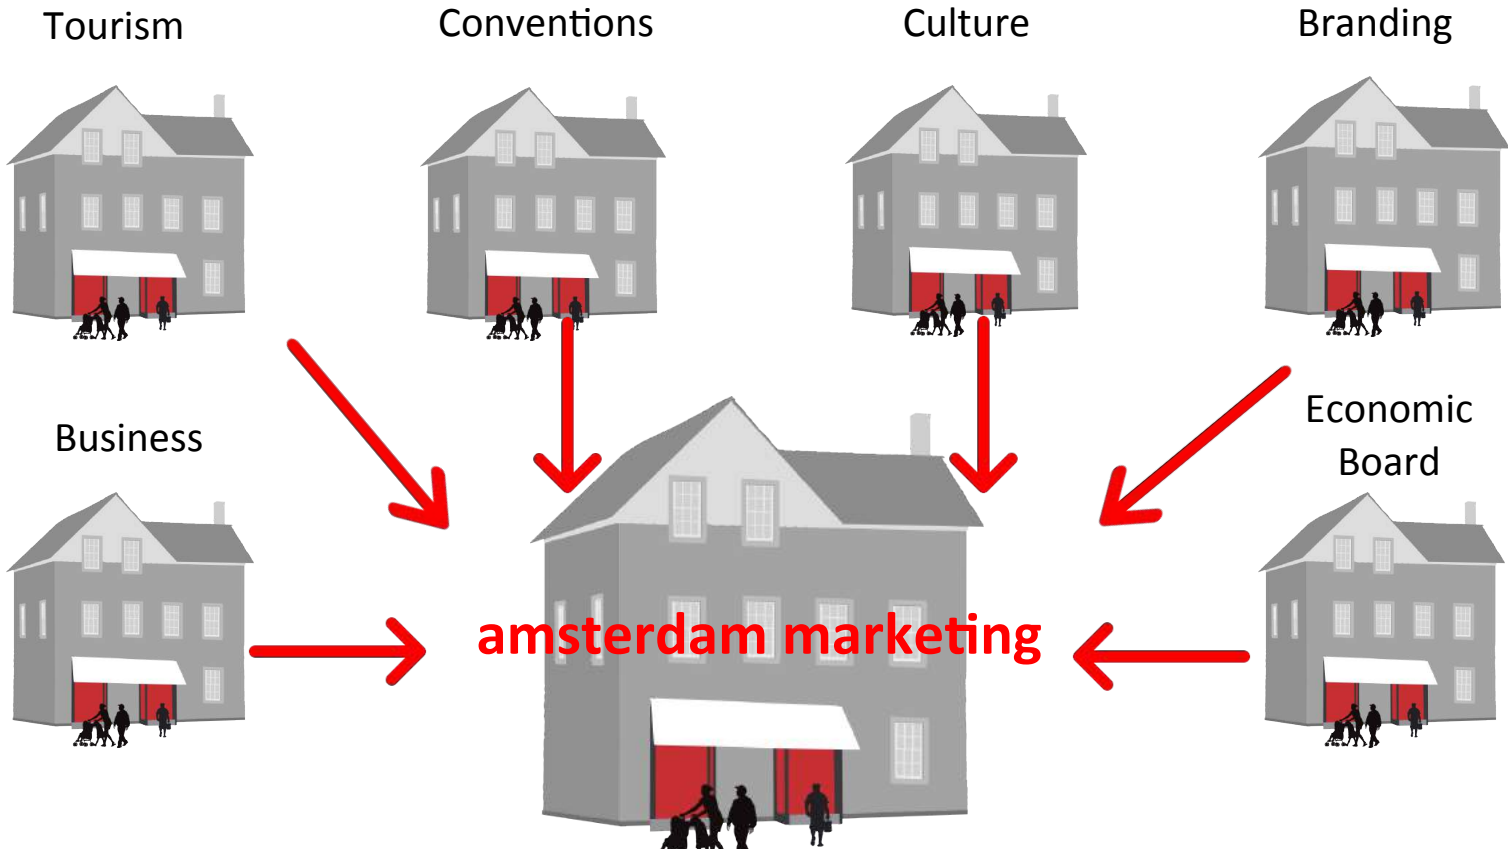 Tourism
Conventions
Culture
Branding
Business
Economic
Board
amsterdam marketing